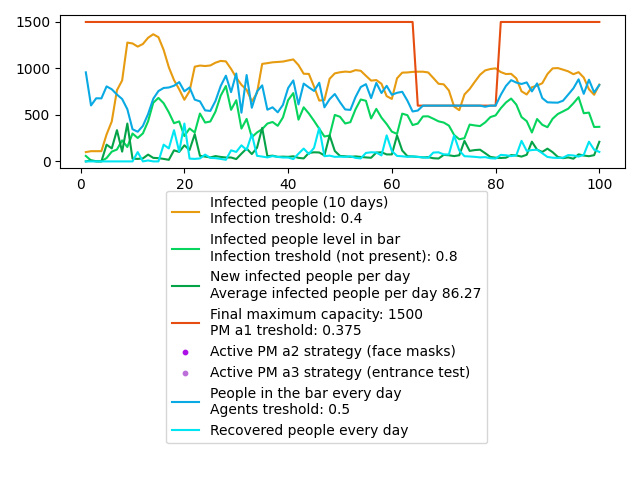 1500
1000
500
0
0 20 40 60 80 100
Infected people (10 days)
Infection treshold: 0.4
Infected people level in bar
Infection treshold (not present): 0.8
New infected people per day
Average infected people per day 86.27
Final maximum capacity: 1500
PM a1 treshold: 0.375
Active PM a2 strategy (face masks)
Active PM a3 strategy (entrance test)
People in the bar every day
Agents treshold: 0.5
Recovered people every day